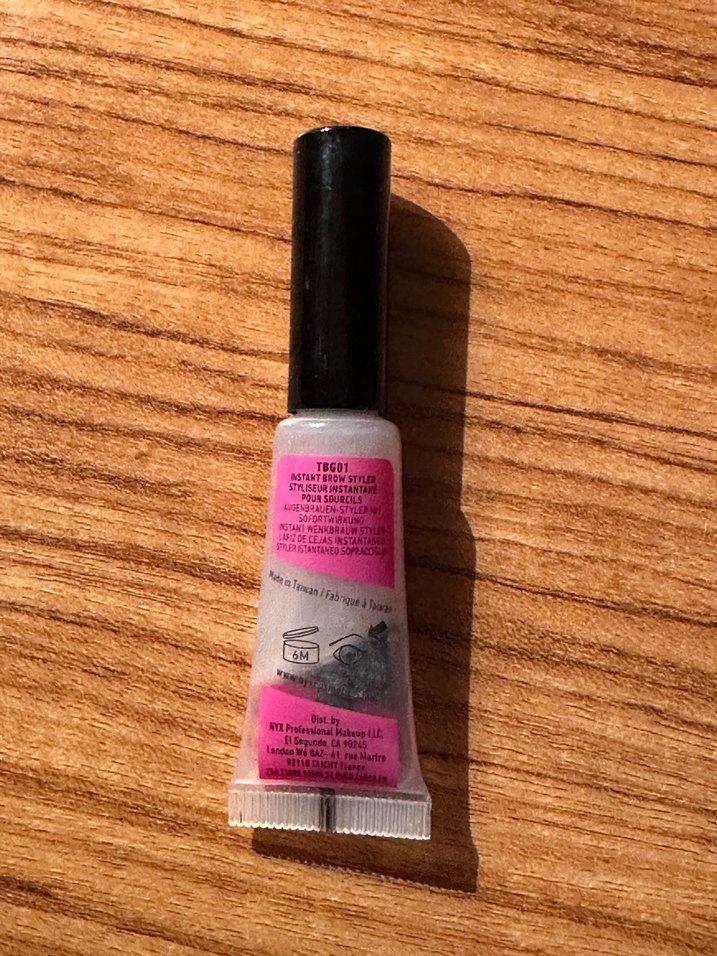 TBG01
INSTANT BROW STYLER
STYLISEUR INSTANTANÉ
POUR SOURCILS
AUGENBRAUEN-STYLER MIT
SOFORTWIRKUNG
INSTANT WENKBRAUW STYLER
LÁPIZ DE CEJAS INSTANTÁNEO
STYLER ISTANTANEO SOPRACCIGLIA
Made in Taiwan / Fabriqué à Taiwan
6M
Dist. by
NYX Professional Makeup LLC,
El Segundo, CA 90245
London W6 8AZ- 41, rue Martre
92110 CLICHY France